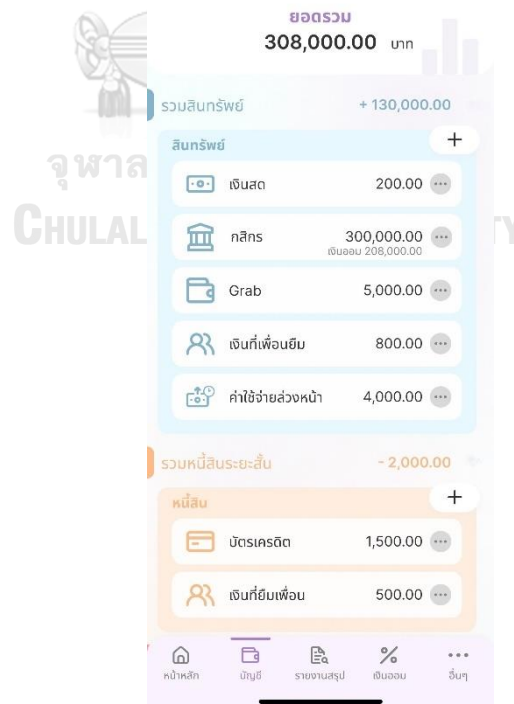 ยอดรวม
308,000.00 บาท
รวมสินทรัพย์ + 130,000.00
สินทรัพย์ +
เงินสด 200.00
กสิกร 300,000.00
เงินออม 208,000.00
Grab 5,000.00
เงินที่เพื่อนยืม 800.00
ค่าใช้จ่ายล่วงหน้า 4,000.00
รวมหนี้สินระยะสั้น - 2,000.00
หนี้สิน +
บัตรเครดิต 1,500.00
เงินที่ยืมเพื่อน 500.00
หน้าหลัก บัญชี รายงานสรุป เงินออม อื่นๆ
จุฬาล
CHULAL TY